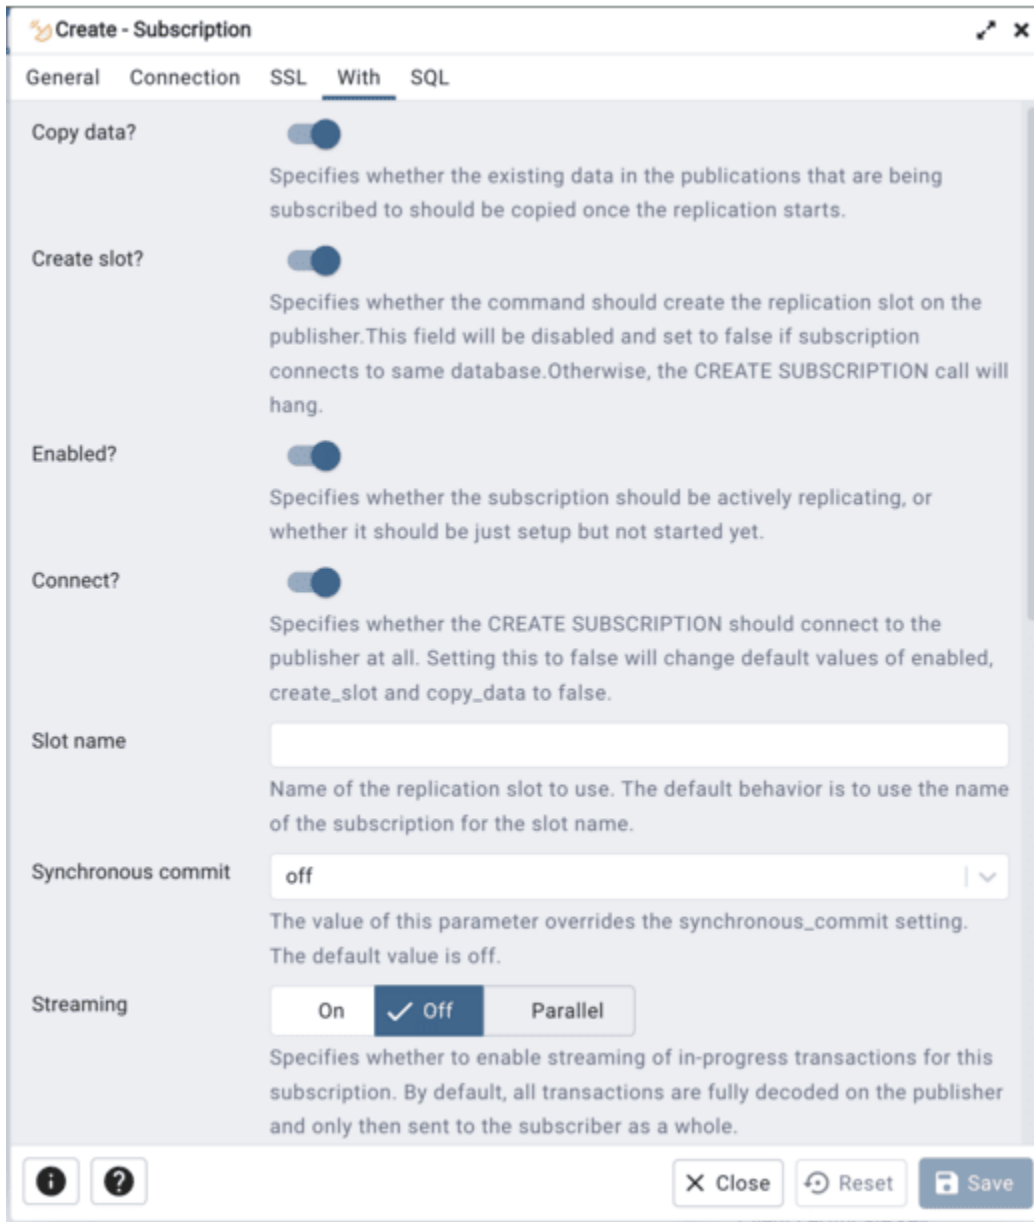 Create - Subscription
General Connection SSL With SQL
Copy data?
Specifies whether the existing data in the publications that are being
subscribed to should be copied once the replication starts.
Create slot?
Specifies whether the command should create the replication slot on the
publisher.This field will be disabled and set to false if subscription
connects to same database.Otherwise, the CREATE SUBSCRIPTION call will
hang.
Enabled?
Specifies whether the subscription should be actively replicating, or
whether it should be just setup but not started yet.
Connect?
Specifies whether the CREATE SUBSCRIPTION should connect to the
publisher at all. Setting this to false will change default values of enabled,
create_slot and copy_data to false.
Slot name
Name of the replication slot to use. The default behavior is to use the name
of the subscription for the slot name.
Synchronous commit off
The value of this parameter overrides the synchronous_commit setting.
The default value is off.
Streaming On Off Parallel
Specifies whether to enable streaming of in-progress transactions for this
subscription. By default, all transactions are fully decoded on the publisher
and only then sent to the subscriber as a whole.
Close Reset Save